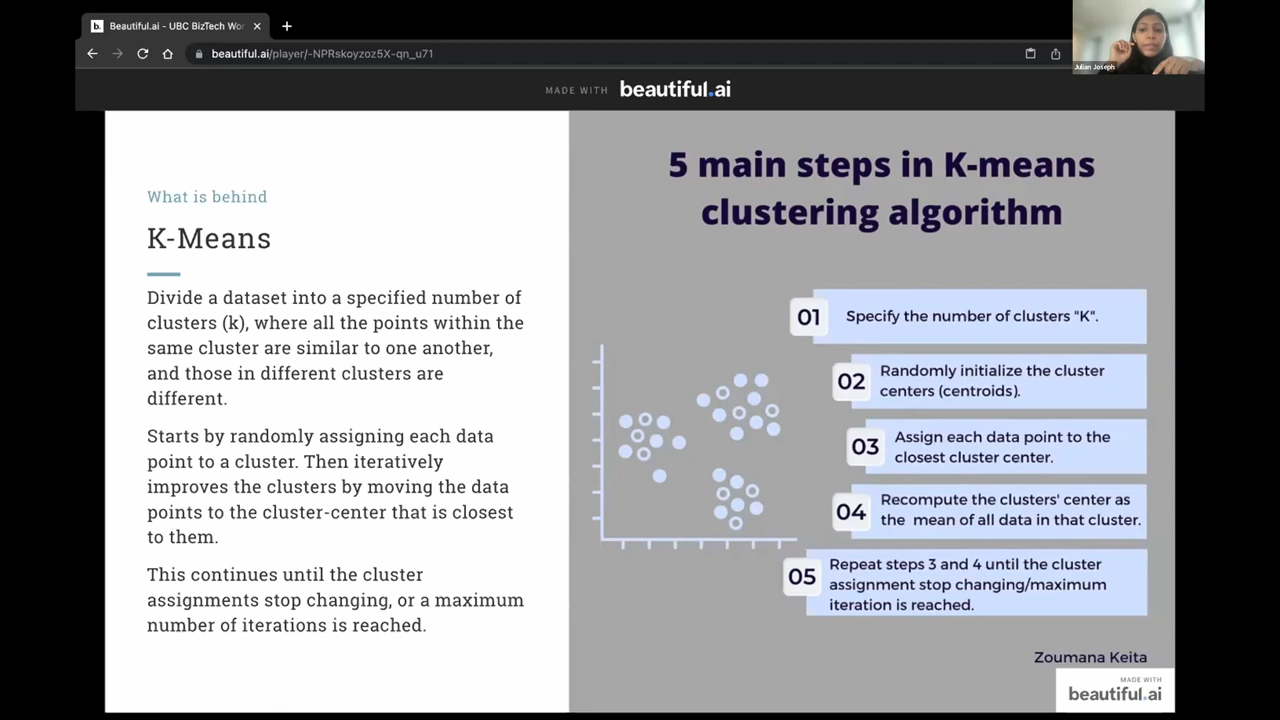 Beautiful.ai - UBC BizTech Wor
beautiful.ai/player/-NPRskoyzoz5X-qn_u71
Julian Joseph
MADE WITH beautiful.ai
What is behind
K-Means
Divide a dataset into a specified number of
clusters (k), where all the points within the
same cluster are similar to one another,
and those in different clusters are
different.
Starts by randomly assigning each data
point to a cluster. Then iteratively
improves the clusters by moving the data
points to the cluster-center that is closest
to them.
This continues until the cluster
assignments stop changing, or a maximum
number of iterations is reached.
5 main steps in K-means
clustering algorithm
01 Specify the number of clusters "K".
02 Randomly initialize the cluster
centers (centroids).
03 Assign each data point to the
closest cluster center.
04 Recompute the clusters' center as
the mean of all data in that cluster.
05 Repeat steps 3 and 4 until the cluster
assignment stop changing/maximum
iteration is reached.
Zoumana Keita
MADE WITH
beautiful.ai